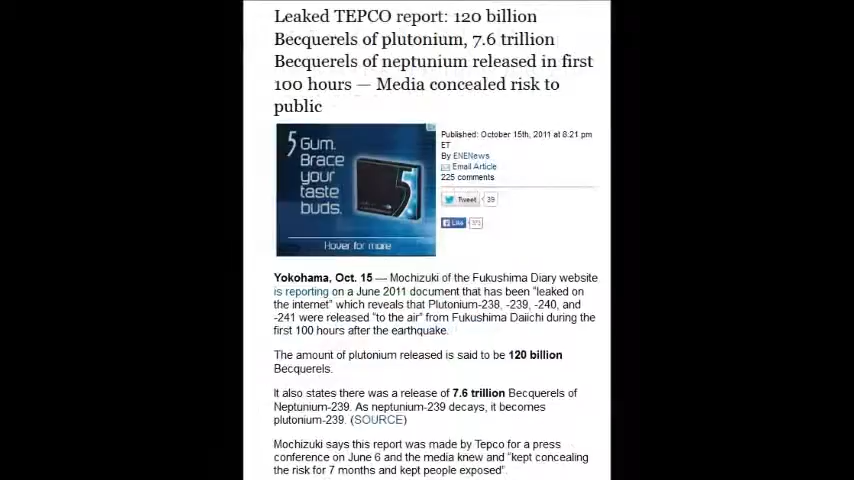 Leaked TEPCO report: 120 billion
Becquerels of plutonium, 7.6 trillion
Becquerels of neptunium released in first
100 hours — Media concealed risk to
public
5 Gum.
Brace
your
taste
buds.
5
Hover for more
Published: October 15th, 2011 at 8:21 pm
ET
By ENENews
Email Article
225 comments
Tweet 39
Like
Yokohama, Oct. 15 — Mochizuki of the Fukushima Diary website
is reporting on a June 2011 document that has been "leaked on
the internet" which reveals that Plutonium-238, -239, -240, and
-241 were released "to the air" from Fukushima Daiichi during the
first 100 hours after the earthquake.
The amount of plutonium released is said to be 120 billion
Becquerels.
It also states there was a release of 7.6 trillion Becquerels of
Neptunium-239. As neptunium-239 decays, it becomes
plutonium-239. (SOURCE)
Mochizuki says this report was made by Tepco for a press
conference on June 6 and the media knew and "kept concealing
the risk for 7 months and kept people exposed".